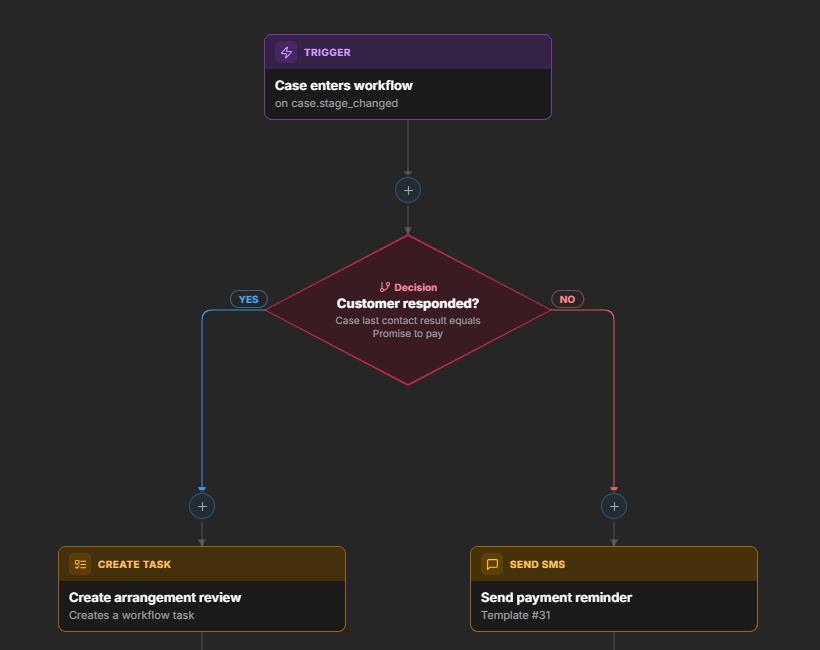 TRIGGER
Case enters workflow
on case.stage_changed
Decision
YES
NO
Customer responded?
Case last contact result equals
Promise to pay
CREATE TASK
Create arrangement review
Creates a workflow task
SEND SMS
Send payment reminder
Template #31